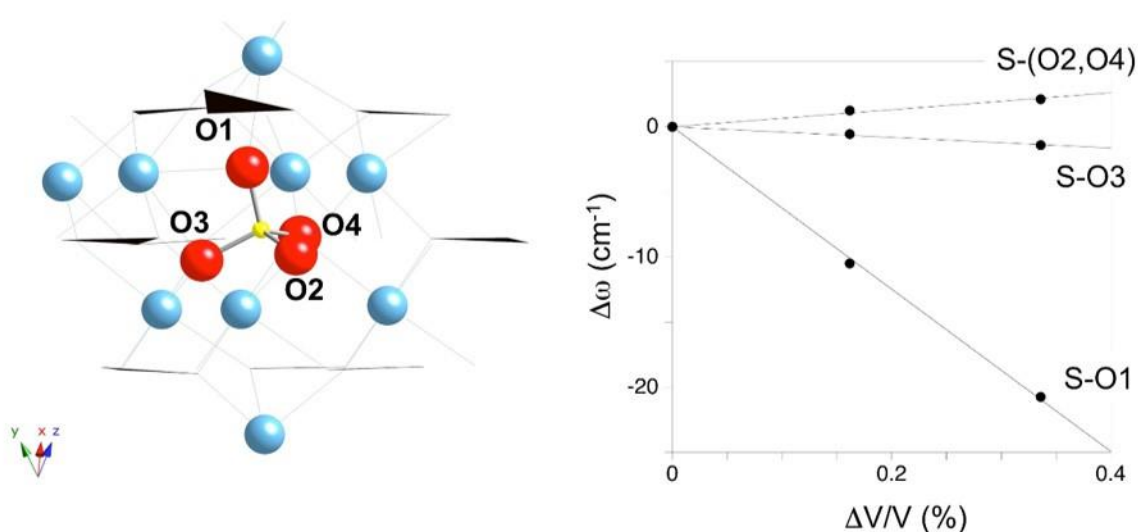 O1
O3
O4
O2
y x z
S-(O2,O4)
S-O3
S-O1
0
-10
-20
Δω (cm⁻¹)
0
0.2
0.4
ΔV/V (%)